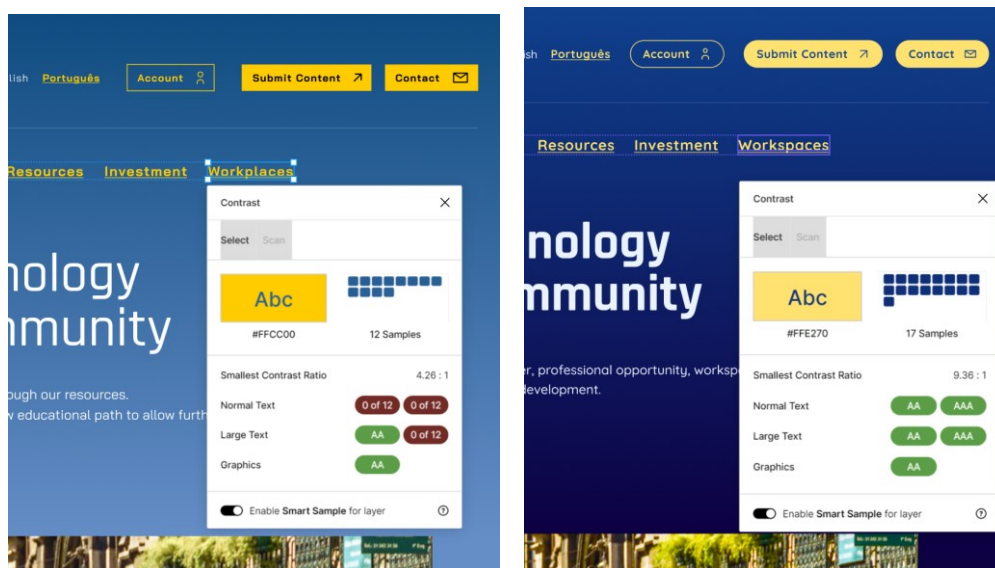 lish Português Account Submit Content Contact
Resources Investment Workplaces
Contrast
Select Scan
nology
mmunity
Abc
#FFCC00 12 Samples
Smallest Contrast Ratio 4.26 : 1
ough our resources.
Normal Text 0 of 12 0 of 12
w educational path to allow furth
Large Text AA 0 of 12
Graphics AA
Enable Smart Sample for layer
ish Português Account Submit Content Contact
Resources Investment Workspaces
Contrast
Select Scan
nology
mmunity
Abc
#FFE270 17 Samples
er, professional opportunity, worksp
Smallest Contrast Ratio 9.36 : 1
development.
Normal Text AA AAA
Large Text AA AAA
Graphics AA
Enable Smart Sample for layer